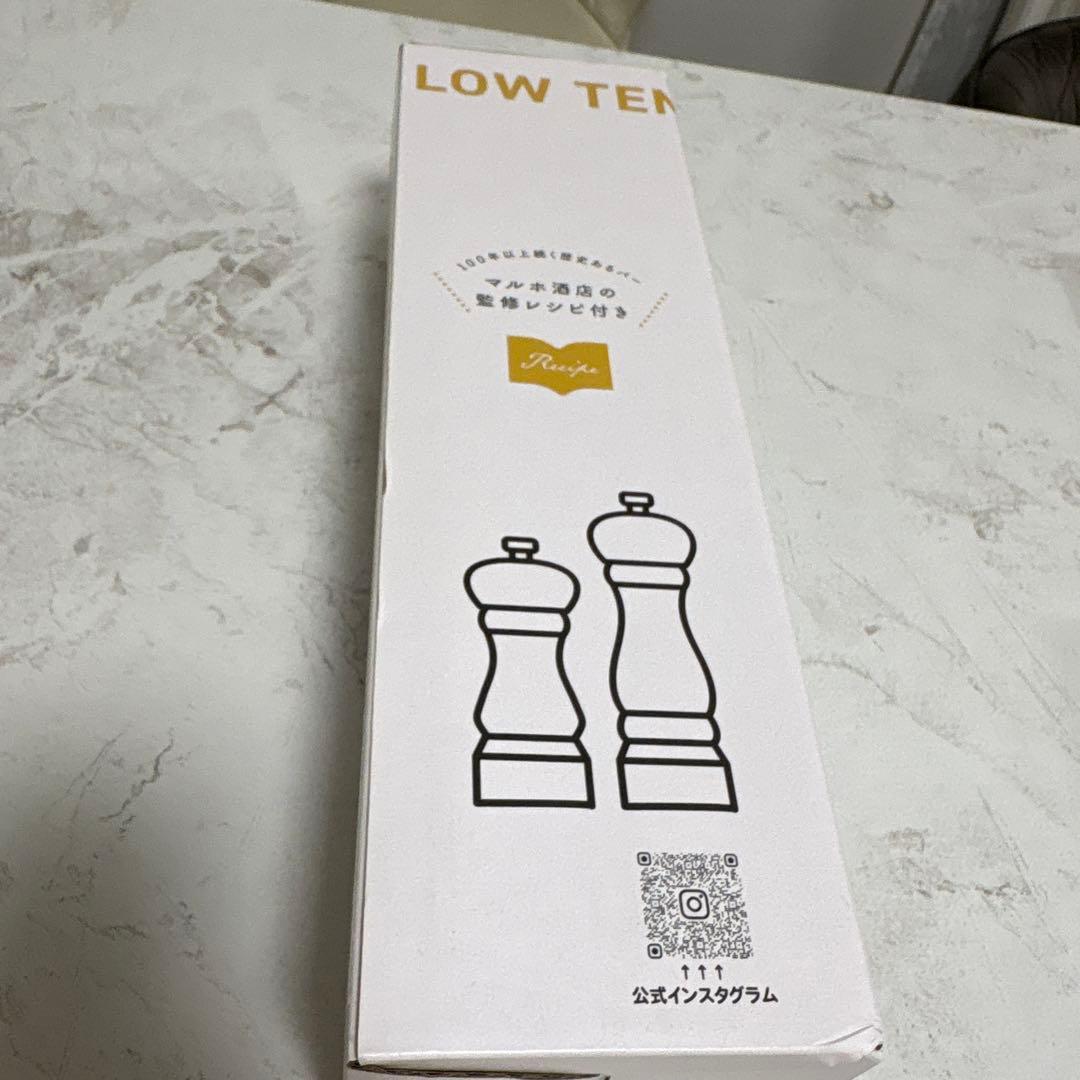 LOW TEN
100年以上続く歴史あるバー
マルホ酒店の
監修レシピ付き
Recipe
↑↑↑
公式インスタグラム